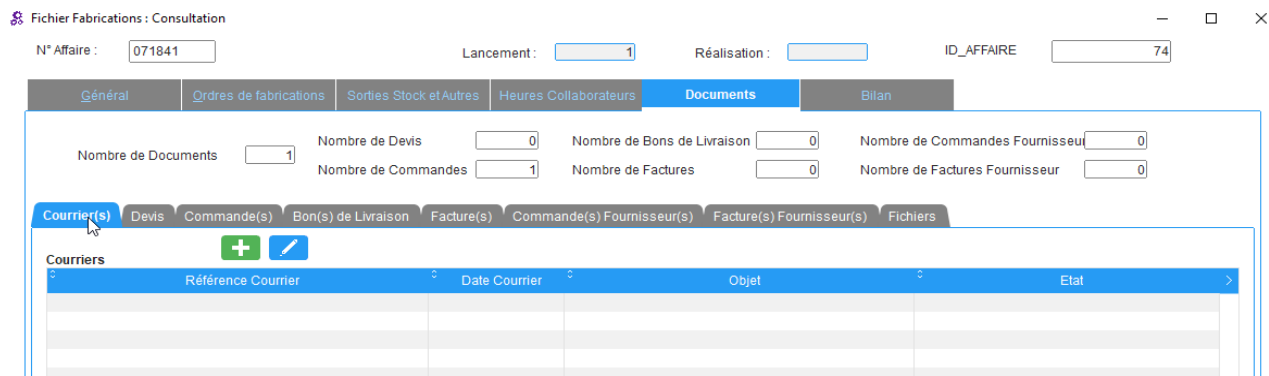 Fichier Fabrications : Consultation
N° Affaire : 071841 Lancement : 1 Réalisation : ID_AFFAIRE 74
Général Ordres de fabrications Sorties Stock et Autres Heures Collaborateurs Documents Bilan
Nombre de Documents 1
Nombre de Devis 0 Nombre de Bons de Livraison 0 Nombre de Commandes Fournisseu 0
Nombre de Commandes 1 Nombre de Factures 0 Nombre de Factures Fournisseur 0
Courrier(s) Devis Commande(s) Bon(s) de Livraison Facture(s) Commande(s) Fournisseur(s) Facture(s) Fournisseur(s) Fichiers
Courriers
Référence Courrier Date Courrier Objet Etat